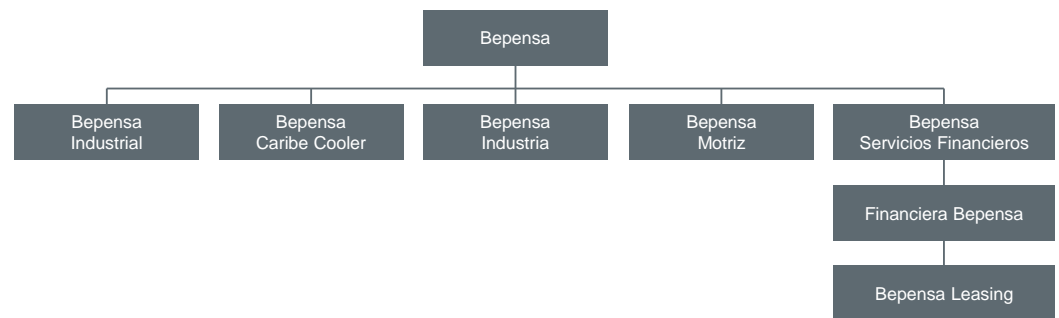 Bepensa
Bepensa
Industrial
Bepensa
Caribe Cooler
Bepensa
Industria
Bepensa
Motriz
Bepensa
Servicios Financieros
Financiera Bepensa
Bepensa Leasing